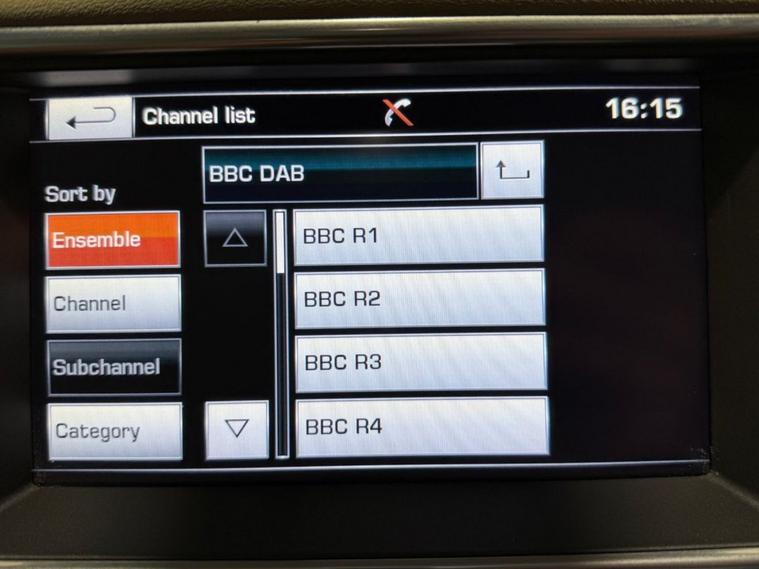 Channel list
16:15
BBC DAB
Sort by
Ensemble
BBC R1
Channel
BBC R2
Subchannel
BBC R3
Category
BBC R4